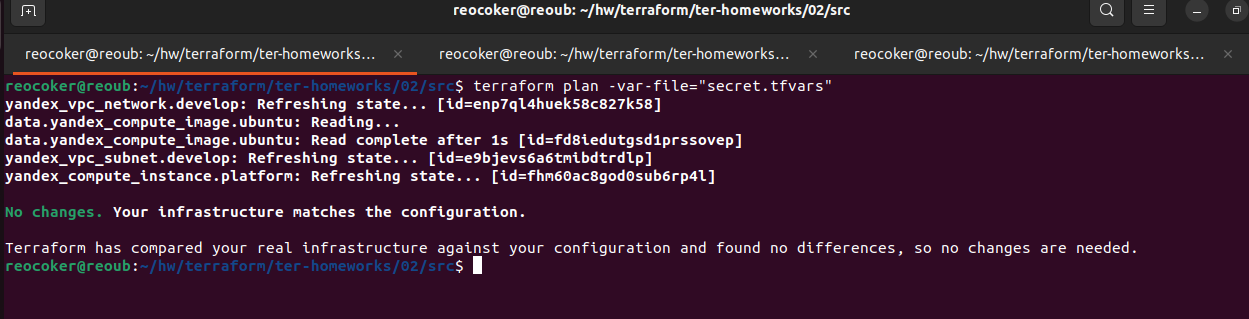 reocoker@reoub: ~/hw/terraform/ter-homeworks/02/src
reocoker@reoub: ~/hw/terraform/ter-homeworks... × reocoker@reoub: ~/hw/terraform/ter-homeworks... × reocoker@reoub: ~/hw/terraform/ter-homeworks... ×
reocoker@reoub:~/hw/terraform/ter-homeworks/02/src$ terraform plan -var-file="secret.tfvars"
yandex_vpc_network.develop: Refreshing state... [id=enp7ql4huek58c827k58]
data.yandex_compute_image.ubuntu: Reading...
data.yandex_compute_image.ubuntu: Read complete after 1s [id=fd8iedutgsd1prssovep]
yandex_vpc_subnet.develop: Refreshing state... [id=e9bjevs6a6tmibdtrdlp]
yandex_compute_instance.platform: Refreshing state... [id=fhm60ac8god0sub6rp4l]
No changes. Your infrastructure matches the configuration.
Terraform has compared your real infrastructure against your configuration and found no differences, so no changes are needed.
reocoker@reoub:~/hw/terraform/ter-homeworks/02/src$